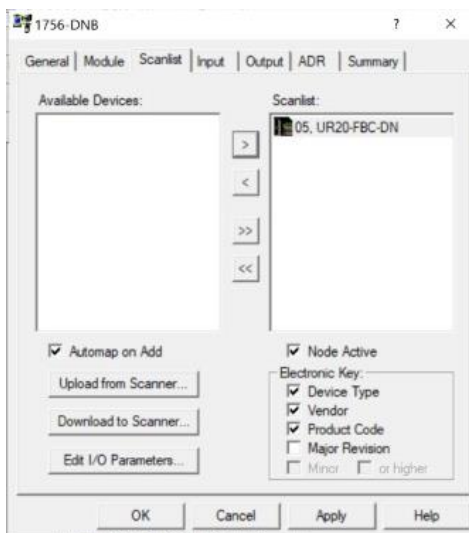 1756-DNB ? ×
General Module Scanlist Input Output ADR Summary
Available Devices: Scanlist:
05, UR20-FBC-DN
>
<
>>
<<
Automap on Add Node Active
Upload from Scanner... Electronic Key:
Device Type
Vendor
Download to Scanner... Product Code
Major Revision
Edit I/O Parameters... Minor or higher
OK Cancel Apply Help